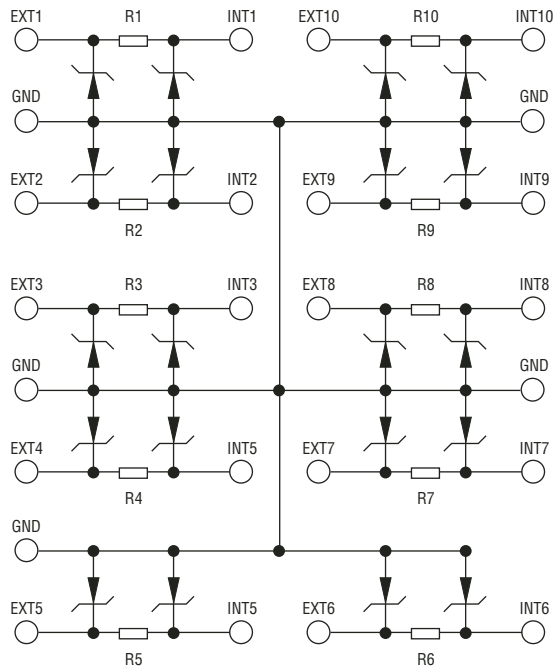 EXT1 R1 INT1 EXT10 R10 INT10
GND GND
EXT2 INT2 EXT9 INT9
R2 R9
EXT3 R3 INT3 EXT8 R8 INT8
GND GND
EXT4 INT5 EXT7 INT7
R4 R7
GND
EXT5 INT5 EXT6 INT6
R5 R6